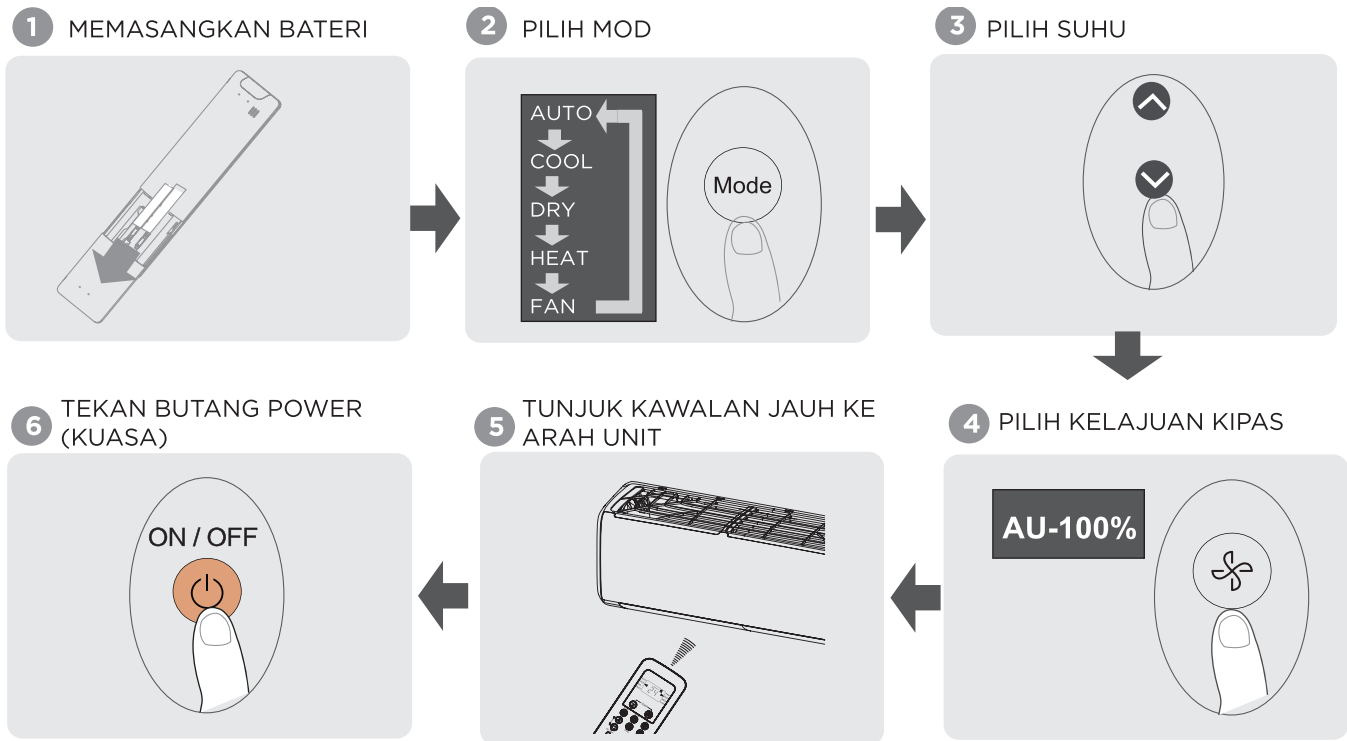 1 MEMASANGKAN BATERI
2 PILIH MOD
AUTO
COOL
DRY
HEAT
FAN
Mode
3 PILIH SUHU
4 PILIH KELAJUAN KIPAS
AU-100%
5 TUNJUK KAWALAN JAUH KE
ARAH UNIT
6 TEKAN BUTANG POWER
(KUASA)
ON / OFF